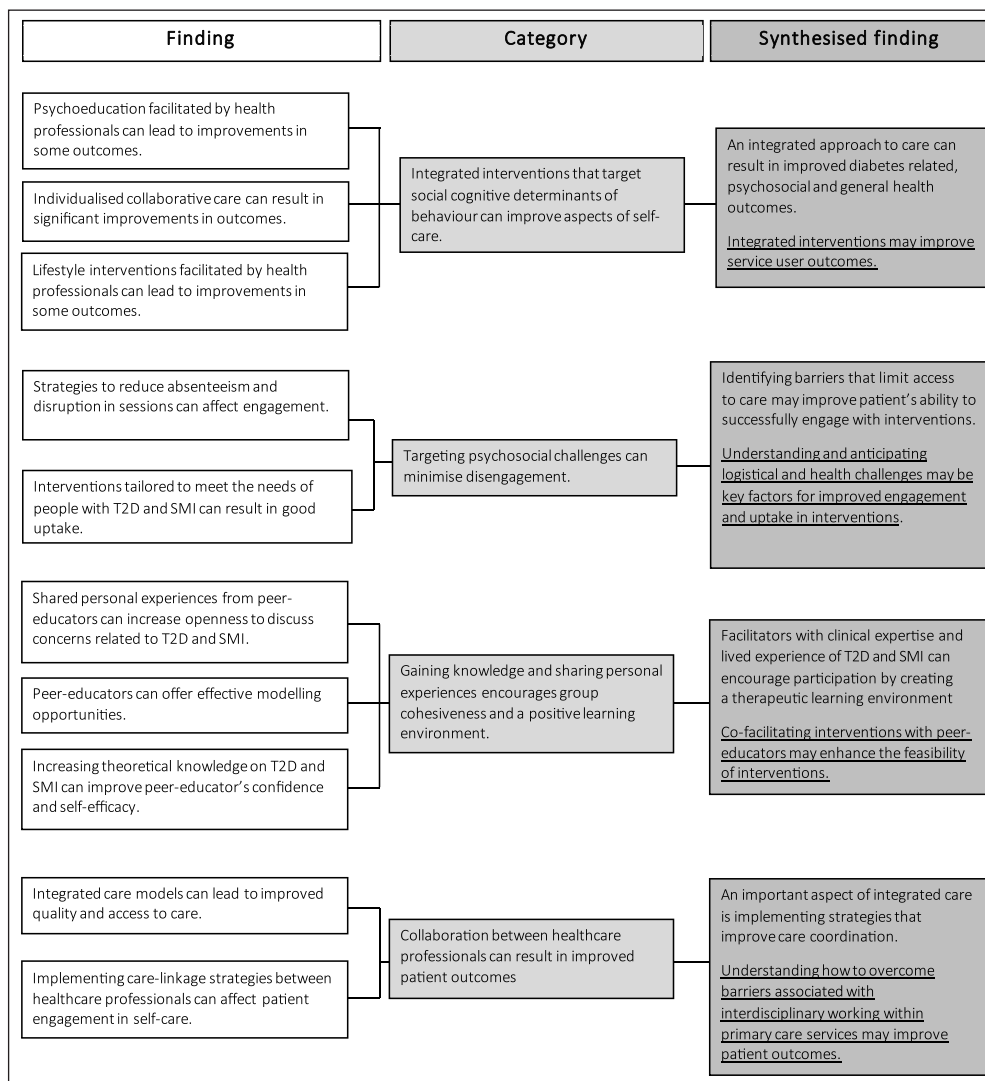 Finding
Category
Synthesised finding
Psychoeducation facilitated by health
professionals can lead to improvements in
some outcomes.
Individualised collaborative care can result in
significant improvements in outcomes.
Lifestyle interventions facilitated by health
professionals can lead to improvements in
some outcomes.
Integrated interventions that target
social cognitive determinants of
behaviour can improve aspects of self-
care.
An integrated approach to care can
result in improved diabetes related,
psychosocial and general health
outcomes.
Integrated interventions may improve
service user outcomes.
Strategies to reduce absenteeism and
disruption in sessions can affect engagement.
Interventions tailored to meet the needs of
people with T2D and SMI can result in good
uptake.
Targeting psychosocial challenges can
minimise disengagement.
Identifying barriers that limit access
to care may improve patient's ability to
successfully engage with interventions.
Understanding and anticipating
logistical and health challenges may be
key factors for improved engagement
and uptake in interventions.
Shared personal experiences from peer-
educators can increase openness to discuss
concerns related to T2D and SMI.
Peer-educators can offer effective modelling
opportunities.
Increasing theoretical knowledge on T2D and
SMI can improve peer-educator's confidence
and self-efficacy.
Gaining knowledge and sharing personal
experiences encourages group
cohesiveness and a positive learning
environment.
Facilitators with clinical expertise and
lived experience of T2D and SMI can
encourage participation by creating
a therapeutic learning environment
Co-facilitating interventions with peer-
educators may enhance the feasibility
of interventions.
Integrated care models can lead to improved
quality and access to care.
Implementing care-linkage strategies between
healthcare professionals can affect patient
engagement in self-care.
Collaboration between healthcare
professionals can result in improved
patient outcomes
An important aspect of integrated care
is implementing strategies that
improve care coordination.
Understanding how to overcome
barriers associated with
interdisciplinary working within
primary care services may improve
patient outcomes.